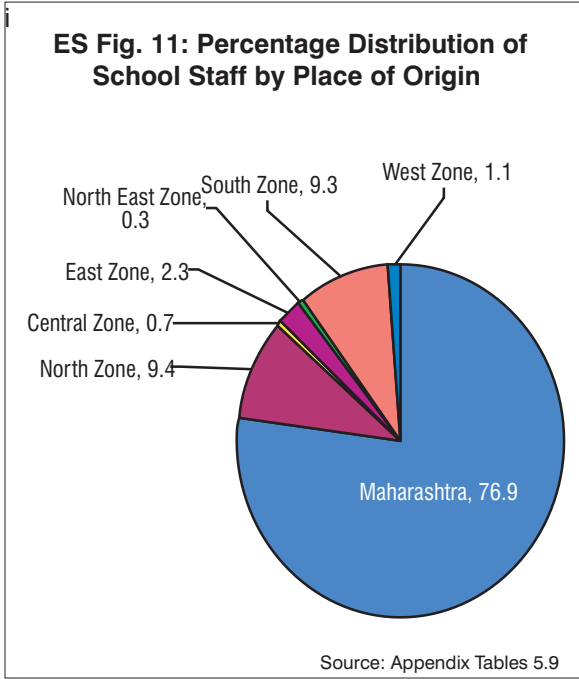 i
ES Fig. 11: Percentage Distribution of
School Staff by Place of Origin
West Zone, 1.1
South Zone, 9.3
North East Zone,
0.3
East Zone, 2.3
Central Zone, 0.7
North Zone, 9.4
Maharashtra, 76.9
Source: Appendix Tables 5.9